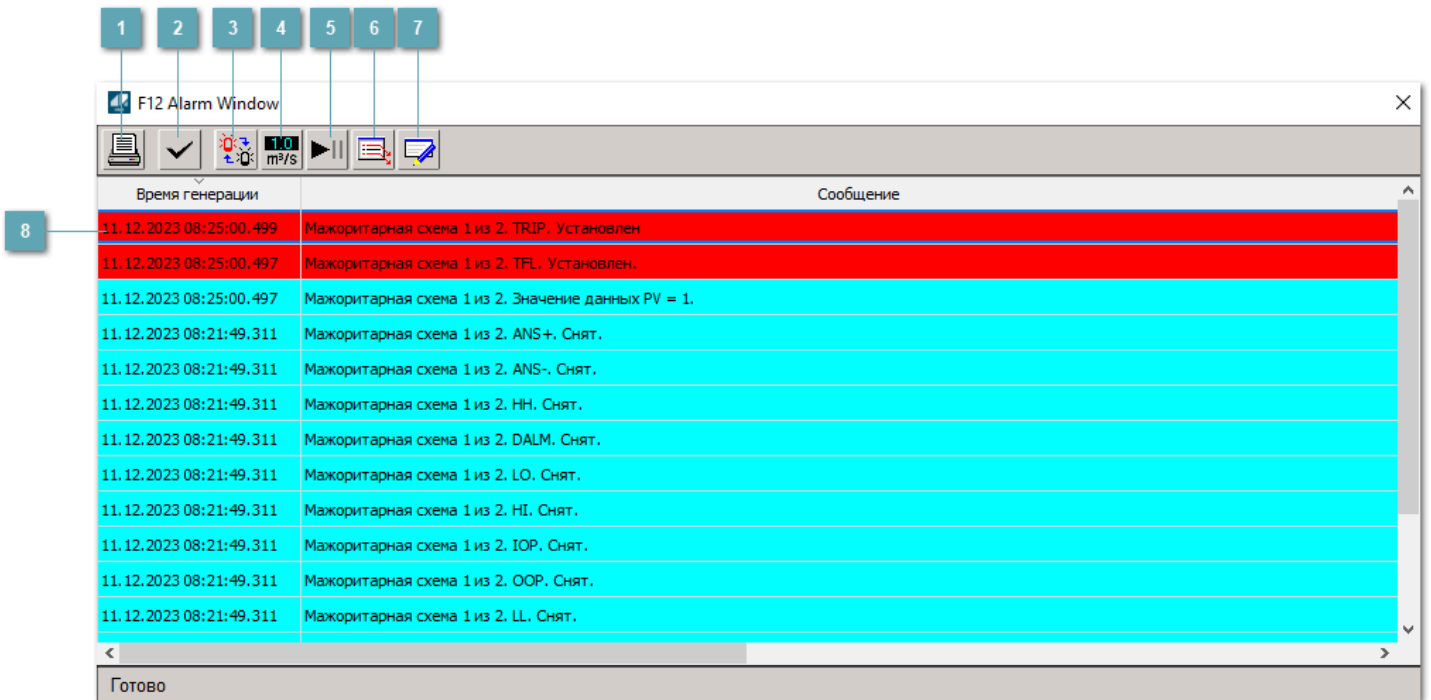 1 2 3 4 5 6 7
F12 Alarm Window
1.0
m³/s
Время генерации Сообщение
8
11.12.2023 08:25:00.499 Мажоритарная схема 1 из 2. TRIP. Установлен
11.12.2023 08:25:00.497 Мажоритарная схема 1 из 2. TFL. Установлен.
11.12.2023 08:25:00.497 Мажоритарная схема 1 из 2. Значение данных PV = 1.
11.12.2023 08:21:49.311 Мажоритарная схема 1 из 2. ANS+. Снят.
11.12.2023 08:21:49.311 Мажоритарная схема 1 из 2. ANS-. Снят.
11.12.2023 08:21:49.311 Мажоритарная схема 1 из 2. HH. Снят.
11.12.2023 08:21:49.311 Мажоритарная схема 1 из 2. DALM. Снят.
11.12.2023 08:21:49.311 Мажоритарная схема 1 из 2. LO. Снят.
11.12.2023 08:21:49.311 Мажоритарная схема 1 из 2. HI. Снят.
11.12.2023 08:21:49.311 Мажоритарная схема 1 из 2. IOP. Снят.
11.12.2023 08:21:49.311 Мажоритарная схема 1 из 2. OOP. Снят.
11.12.2023 08:21:49.311 Мажоритарная схема 1 из 2. LL. Снят.
Готово